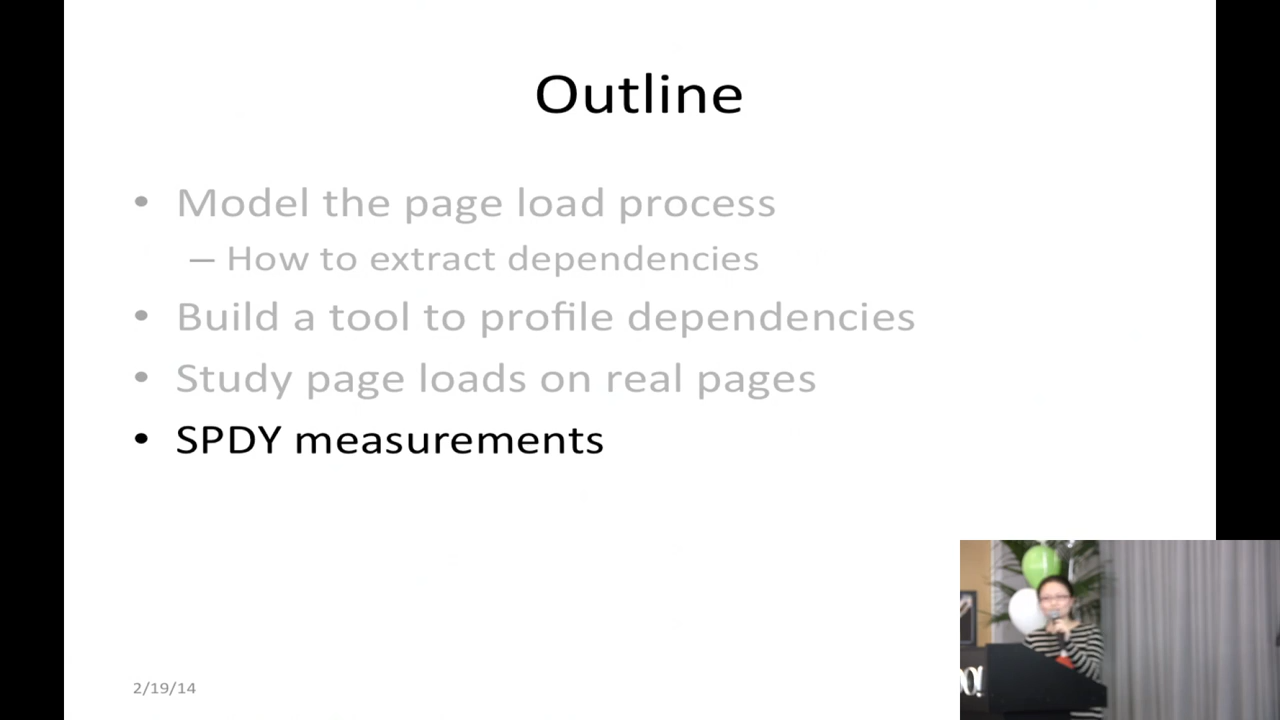 Outline
• Model the page load process
– How to extract dependencies
• Build a tool to profile dependencies
• Study page loads on real pages
• SPDY measurements
2/19/14
OO!